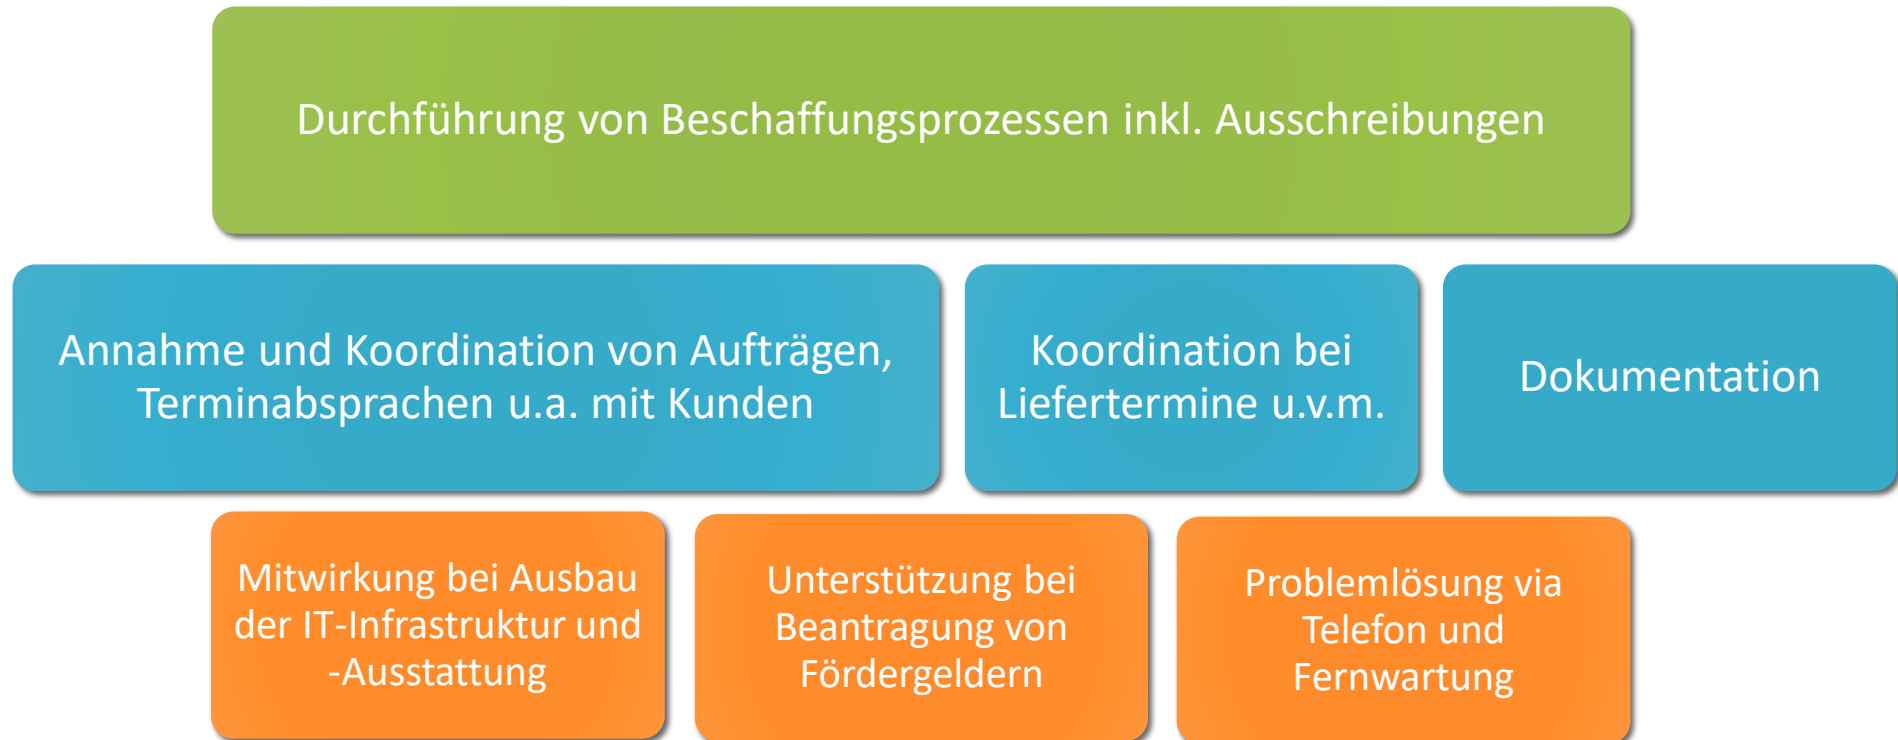 Durchführung von Beschaffungsprozessen inkl. Ausschreibungen
Annahme und Koordination von Aufträgen,
Terminabsprachen u.a. mit Kunden
Koordination bei
Liefertermine u.v.m.
Dokumentation
Mitwirkung bei Ausbau
der IT-Infrastruktur und
-Ausstattung
Unterstützung bei
Beantragung von
Fördergeldern
Problemlösung via
Telefon und
Fernwartung